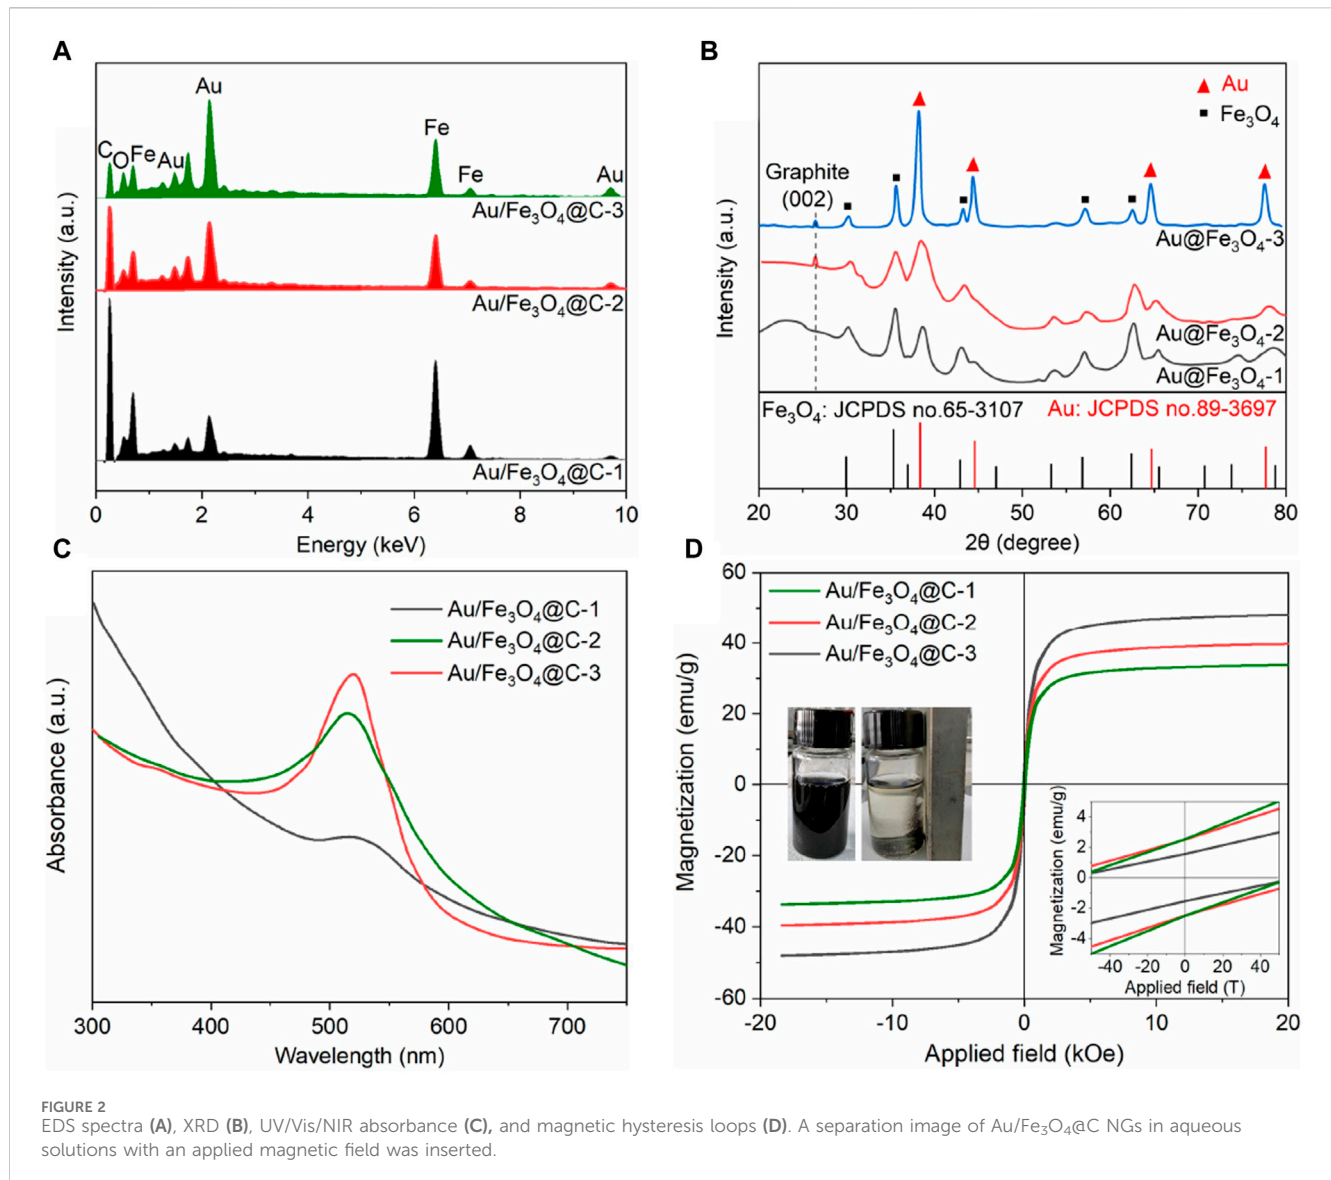 A
Intensity (a.u.)
C O Fe Au Au Fe Fe Au
Au/Fe₃O₄@C-3
Au/Fe₃O₄@C-2
Au/Fe₃O₄@C-1
0 2 4 6 8 10
Energy (keV)
B
Intensity (a.u.)
Au
Fe₃O₄
Graphite
(002)
Au@Fe₃O₄-3
Au@Fe₃O₄-2
Au@Fe₃O₄-1
Fe₃O₄: JCPDS no.65-3107 Au: JCPDS no.89-3697
20 30 40 50 60 70 80
2θ (degree)
C
Absorbance (a.u.)
Au/Fe₃O₄@C-1
Au/Fe₃O₄@C-2
Au/Fe₃O₄@C-3
300 400 500 600 700
Wavelength (nm)
D
Magnetization (emu/g)
60
40
20
0
-20
-40
-60
Au/Fe₃O₄@C-1
Au/Fe₃O₄@C-2
Au/Fe₃O₄@C-3
Magnetization (emu/g)
4
2
0
-2
-4
-40 -20 0 20 40
Applied field (T)
-20 -10 0 10 20
Applied field (kOe)
FIGURE 2
EDS spectra (A), XRD (B), UV/Vis/NIR absorbance (C), and magnetic hysteresis loops (D). A separation image of Au/Fe₃O₄@C NGs in aqueous
solutions with an applied magnetic field was inserted.